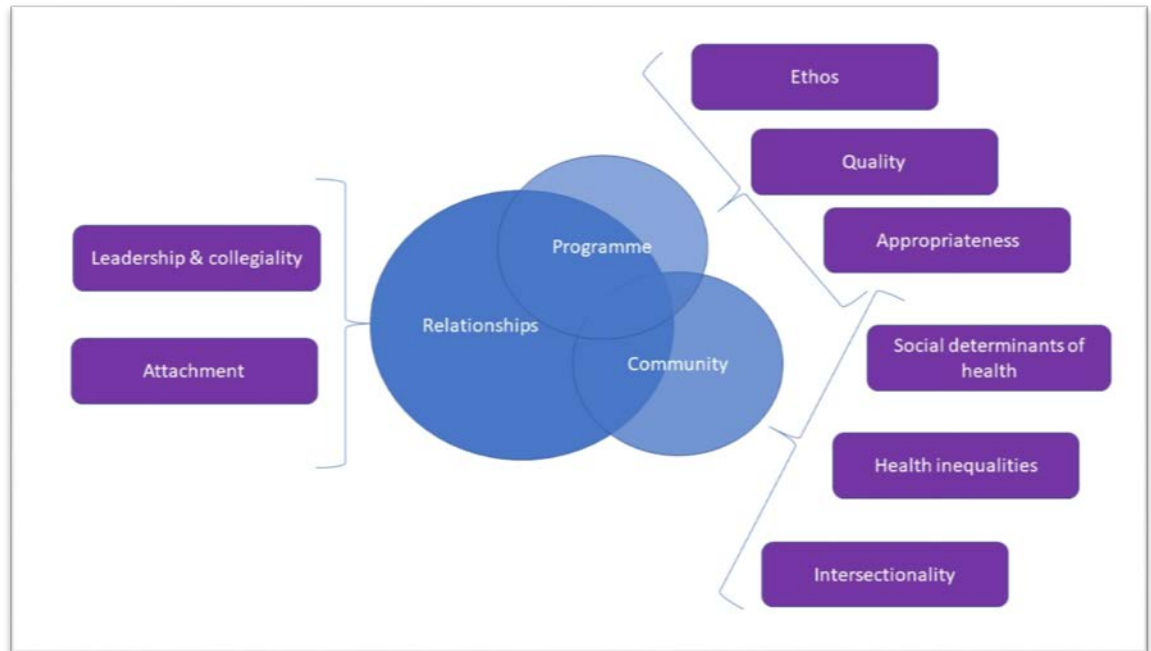 Ethos
Quality
Appropriateness
Programme
Leadership & collegiality
Relationships
Attachment
Community
Social determinants of
health
Health inequalities
Intersectionality